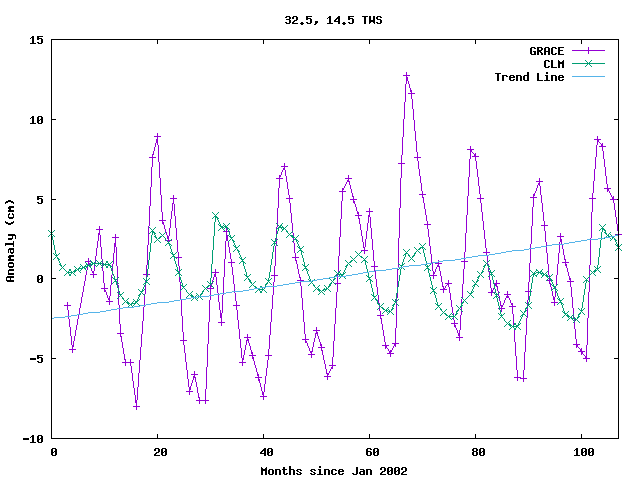 32.5, 14.5 TWS
GRACE
CLM
Trend Line
15
10
5
0
-5
-10
Anomaly (cm)
0 20 40 60 80 100
Months since Jan 2002